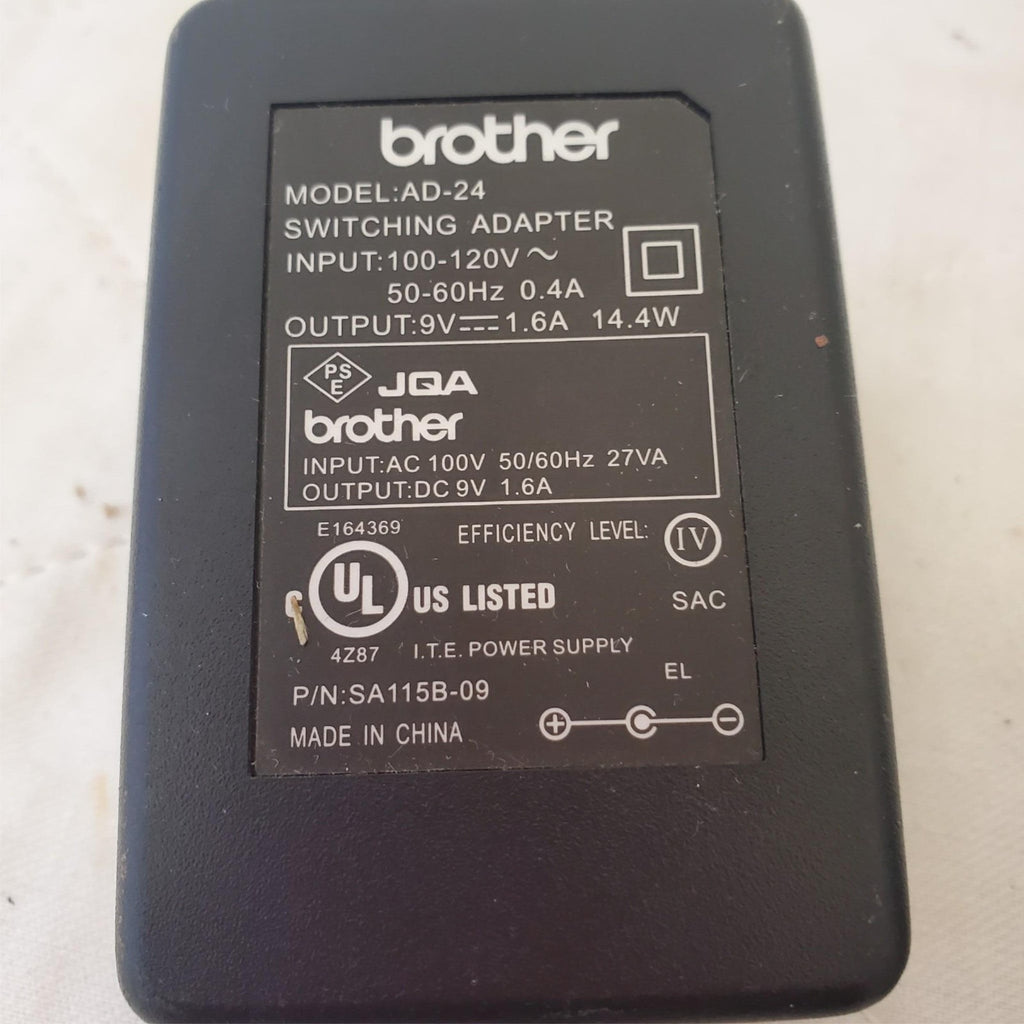 brother
MODEL:AD-24
SWITCHING ADAPTER
INPUT:100-120V ~
50-60Hz 0.4A
OUTPUT:9V⎓1.6A 14.4W
PS
E
JQA
brother
INPUT:AC 100V 50/60Hz 27VA
OUTPUT:DC 9V 1.6A
E164369
EFFICIENCY LEVEL: IV
C UL US LISTED
SAC
4Z87
I.T.E. POWER SUPPLY
EL
P/N:SA115B-09
MADE IN CHINA